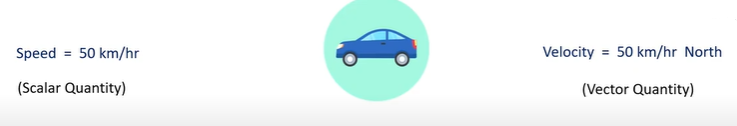 Speed = 50 km/hr
(Scalar Quantity)
Velocity = 50 km/hr North
(Vector Quantity)